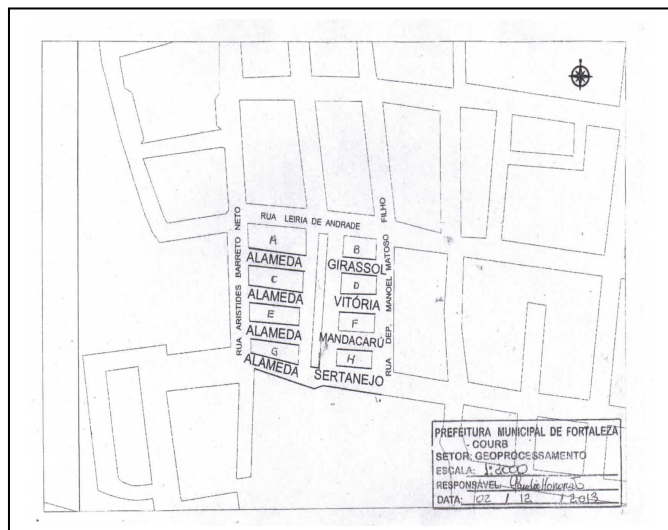 RUA LEIRIA DE ANDRADE
RUA ARISTIDES BARRETO NETO
RUA DEP. MANOEL MATOSO FILHO
A
B
ALAMEDA GIRASSOL
C
D
ALAMEDA VITÓRIA
E
F
ALAMEDA MANDACARÚ
G
H
ALAMEDA SERTANEJO
PREFEITURA MUNICIPAL DE FORTALEZA
- COURB
SETOR: GEOPROCESSAMENTO
ESCALA: 1:2000
RESPONSÁVEL:
DATA: 02 / 12 / 2013